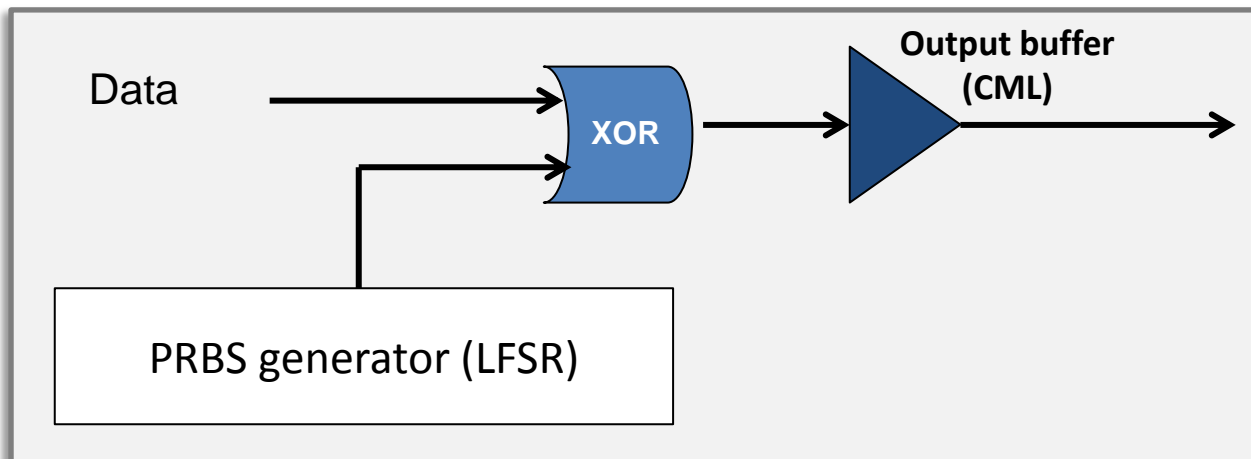 Data
XOR
Output buffer
(CML)
PRBS generator (LFSR)